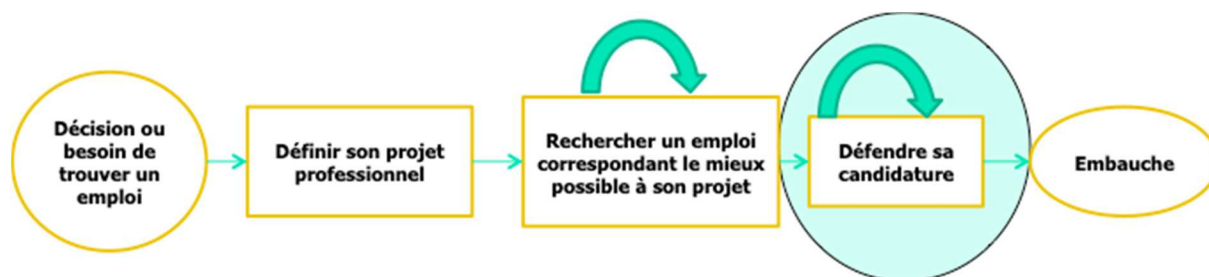 Décision ou
besoin de
trouver un
emploi
Définir son projet
professionnel
Rechercher un emploi
correspondant le mieux
possible à son projet
Défendre sa
candidature
Embauche